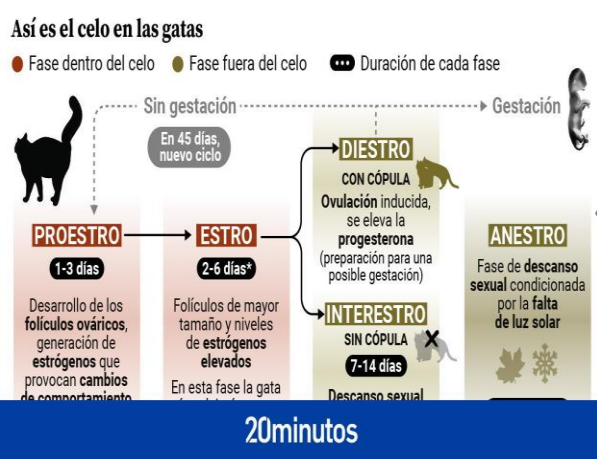 Así es el celo en las gatas
Fase dentro del celo
Fase fuera del celo
Duración de cada fase
Sin gestación
Gestación
En 45 días,
nuevo ciclo
PROESTRO
1-3 días
Desarrollo de los
folículos ováricos,
generación de
estrógenos que
provocan cambios
de comportamiento
ESTRO
2-6 días*
Folículos de mayor
tamaño y niveles
de estrógenos
elevados
En esta fase la gata
DIESTRO
CON CÓPULA
Ovulación inducida,
se eleva la
progesterona
(preparación para una
posible gestación)
INTERESTRO
SIN CÓPULA
7-14 días
Descanso sexual
ANESTRO
Fase de descanso
sexual condicionada
por la falta
de luz solar
20minutos